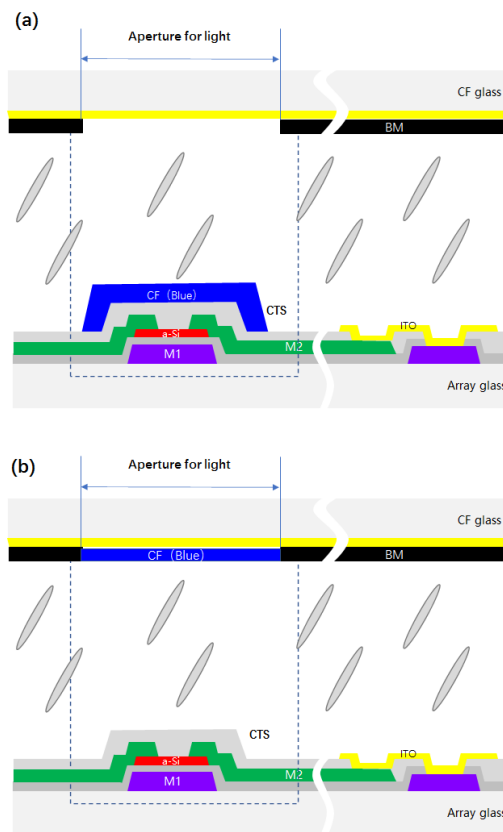 (a)
Aperture for light
CF glass
BM
CF（Blue）
CTS
a-Si
M1
M2
ITO
Array glass
(b)
Aperture for light
CF glass
CF（Blue）
BM
CTS
a-Si
M1
M2
ITO
Array glass